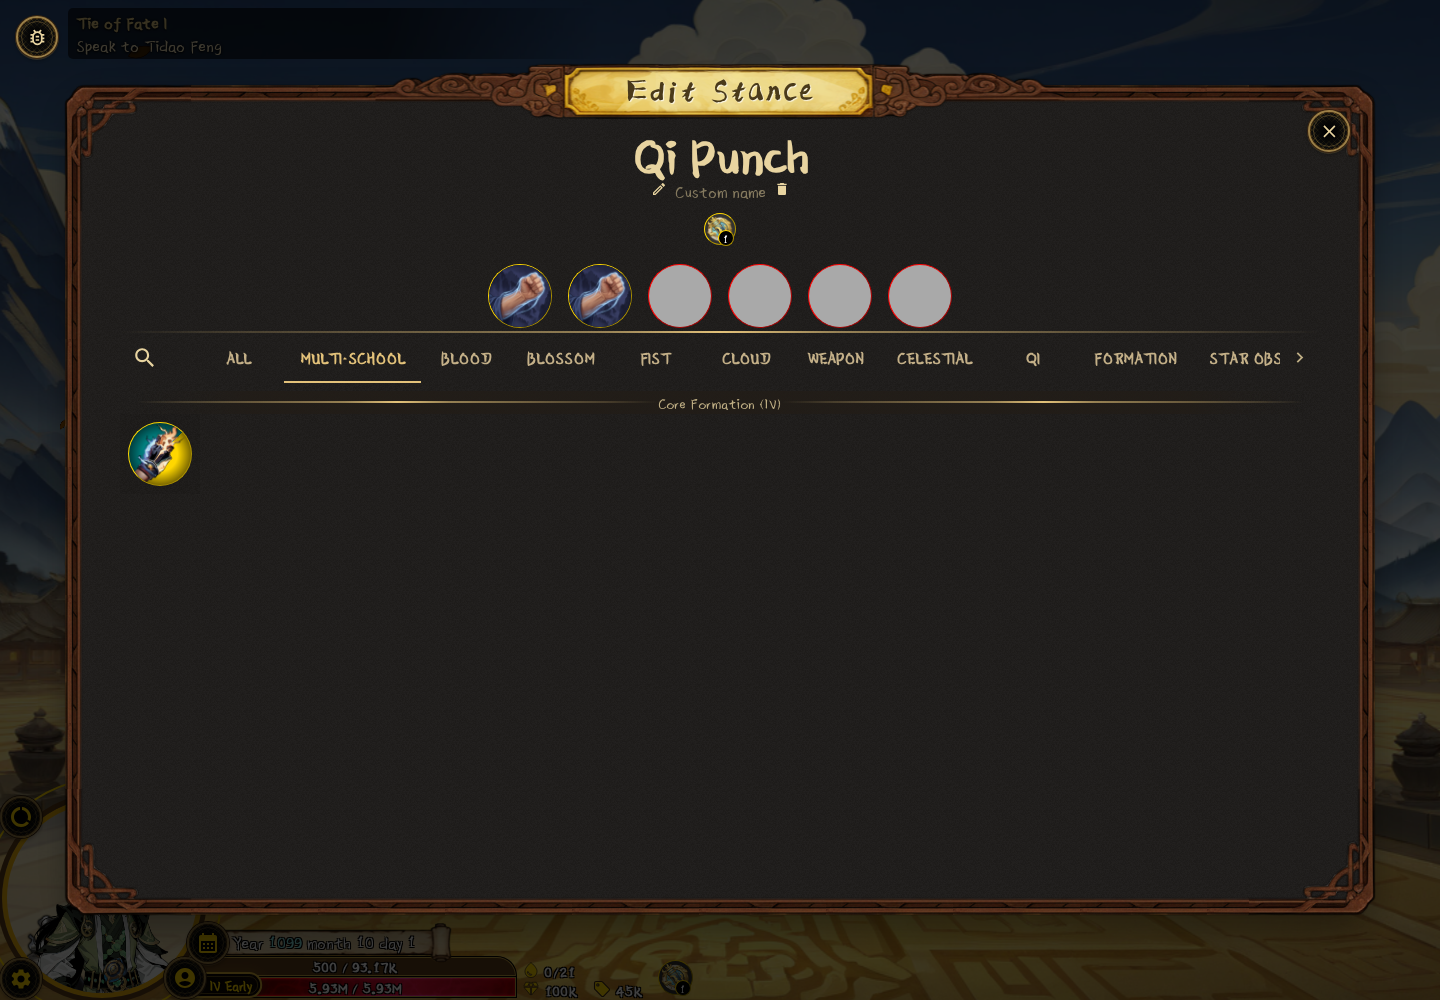 Tie of Fate I
Speak to Tidao Feng
Edit Stance
Qi Punch
Custom name
ALL
MULTI-SCHOOL
BLOOD
BLOSSOM
FIST
CLOUD
WEAPON
CELESTIAL
QI
FORMATION
STAR OBS
Core Formation (IV)
Year 1099 month 10 day 1
500 / 93.17K
IV Early
5.93M / 5.93M
0/21
100K
45K